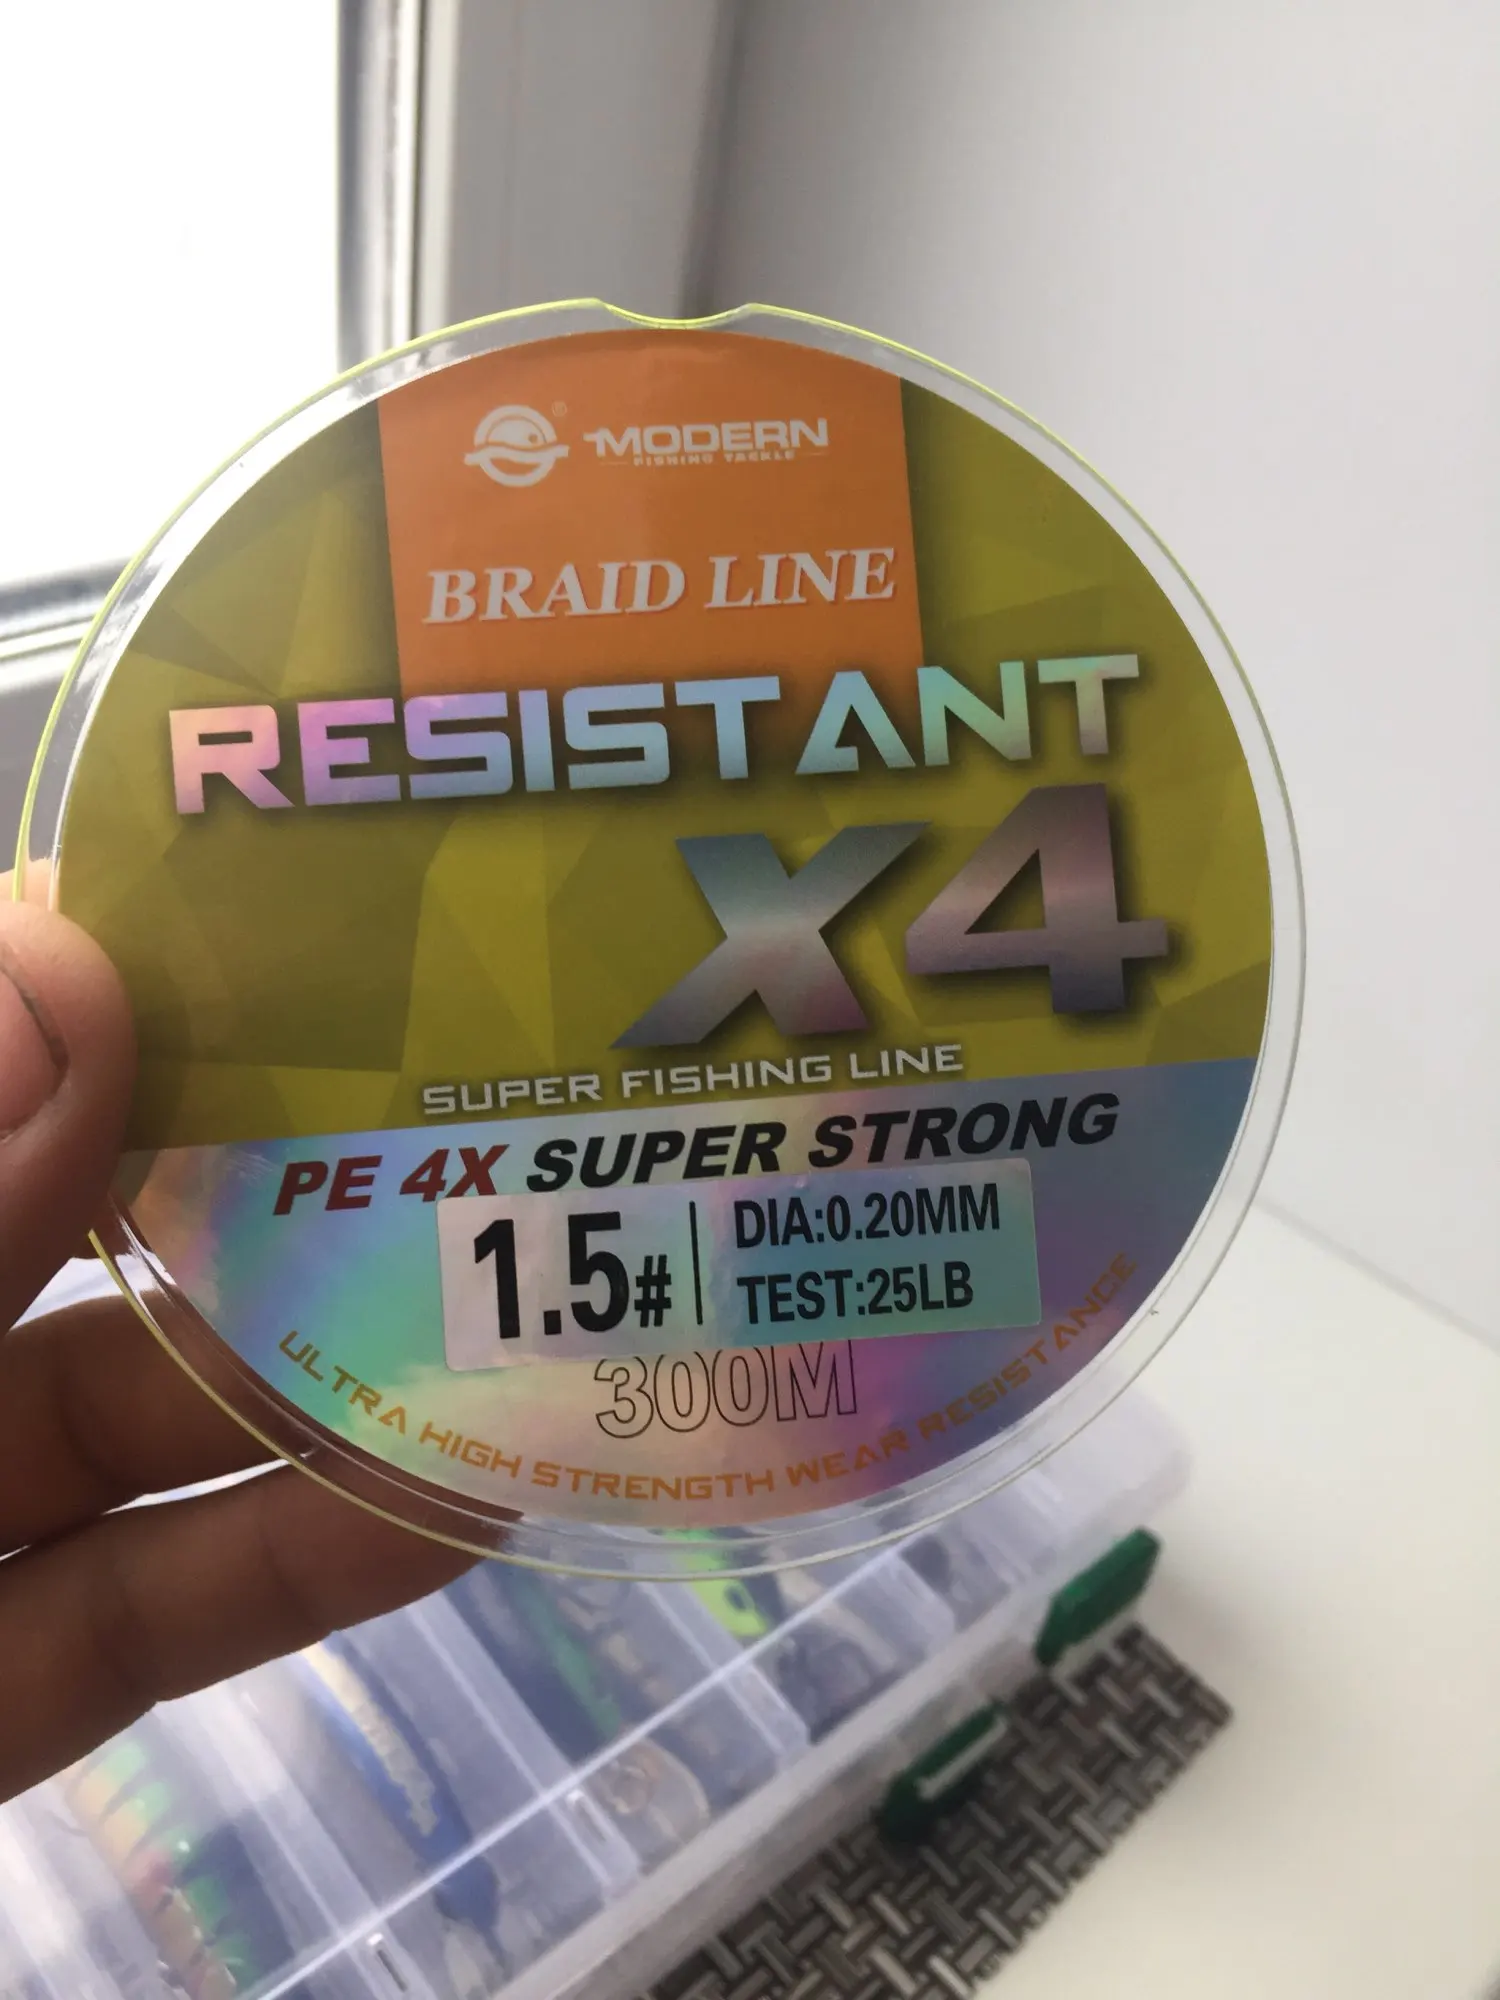 ®
MODERN
FISHING TACKLE
BRAID LINE
RESISTANT
X4
SUPER FISHING LINE
PE 4X SUPER STRONG
1.5# DIA:0.20MM
TEST:25LB
300M
ULTRA HIGH STRENGTH WEAR RESISTANCE